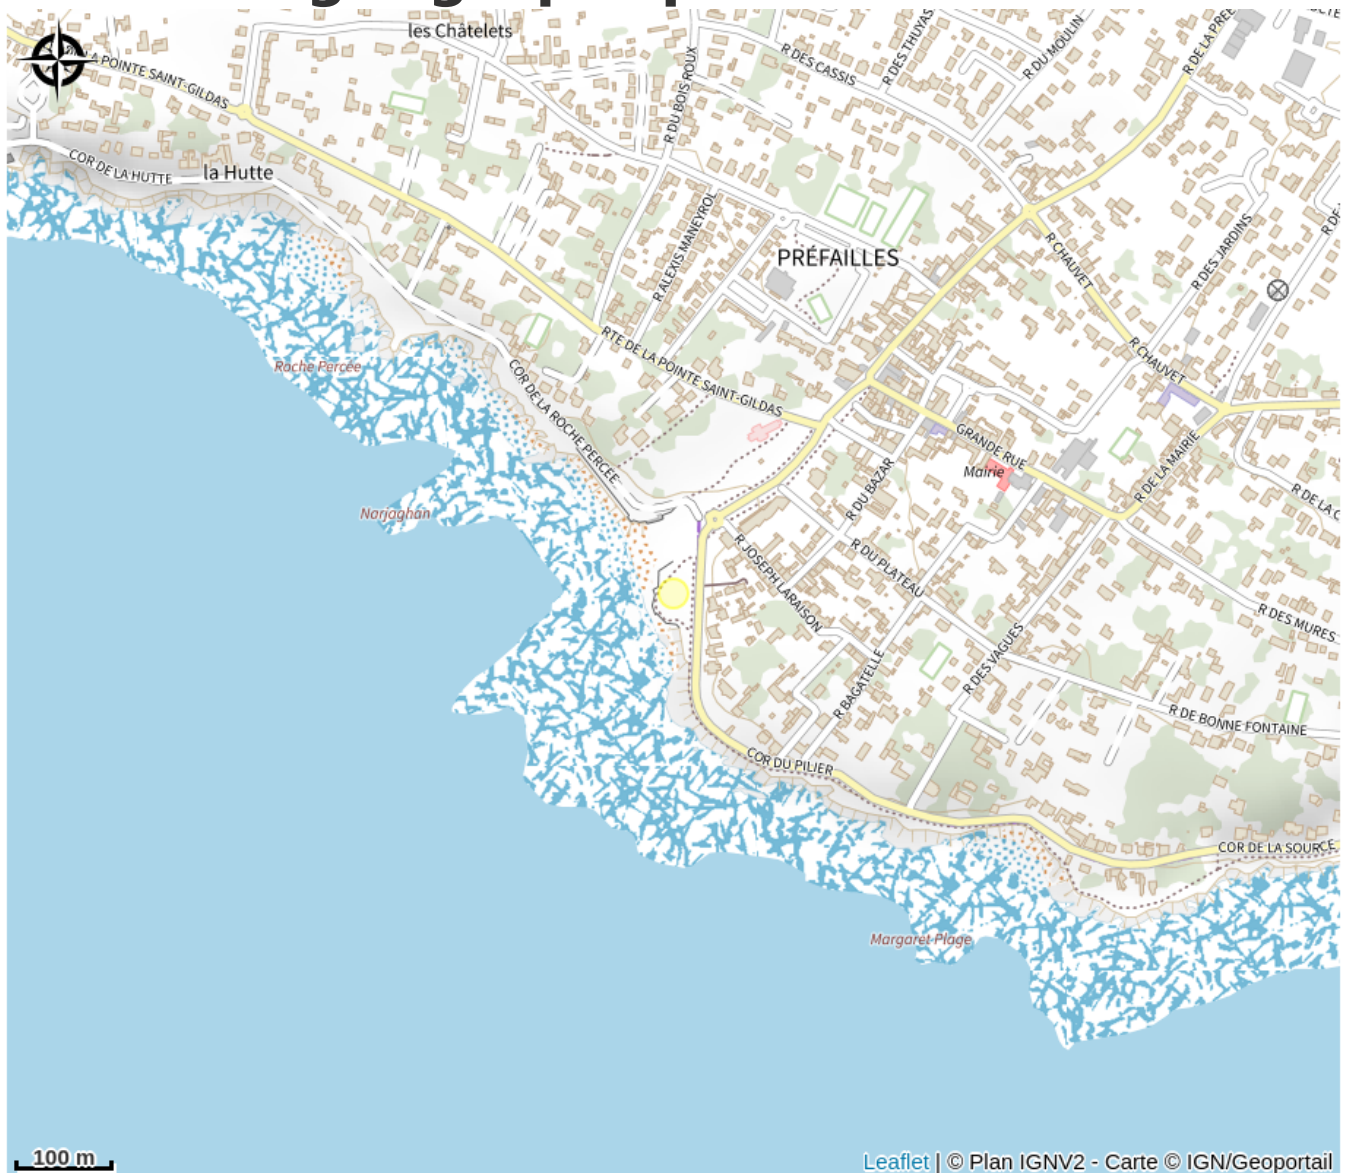 les Châtelets
LA POINTE SAINT-GILDAS
R DES CASSIS
R DES THUYAS
R DU MOULIN
R DE LA PRÉE
R DU BOIS ROUX
COR DE LA HUTTE
la Hutte
R ALEXIS MANEYROL
PRÉFAILLES
R CHAUVET
R DES JARDINS
Roche Percée
RTE DE LA POINTE SAINT-GILDAS
R CHAUVET
COR DE LA ROCHE PERCÉE
GRANDE RUE
Mairie
R DE LA MAIRIE
R DU BAZAR
R DE LA C
Narjaghan
R JOSEPH LARAISON
R DU PLATEAU
R DES MURES
R DES VAGUES
R BAGATELLE
R DE BONNE FONTAINE
COR DU PILIER
COR DE LA SOURCE
Margaret Plage
100 m
Leaflet | © Plan IGNV2 - Carte © IGN/Geoportail